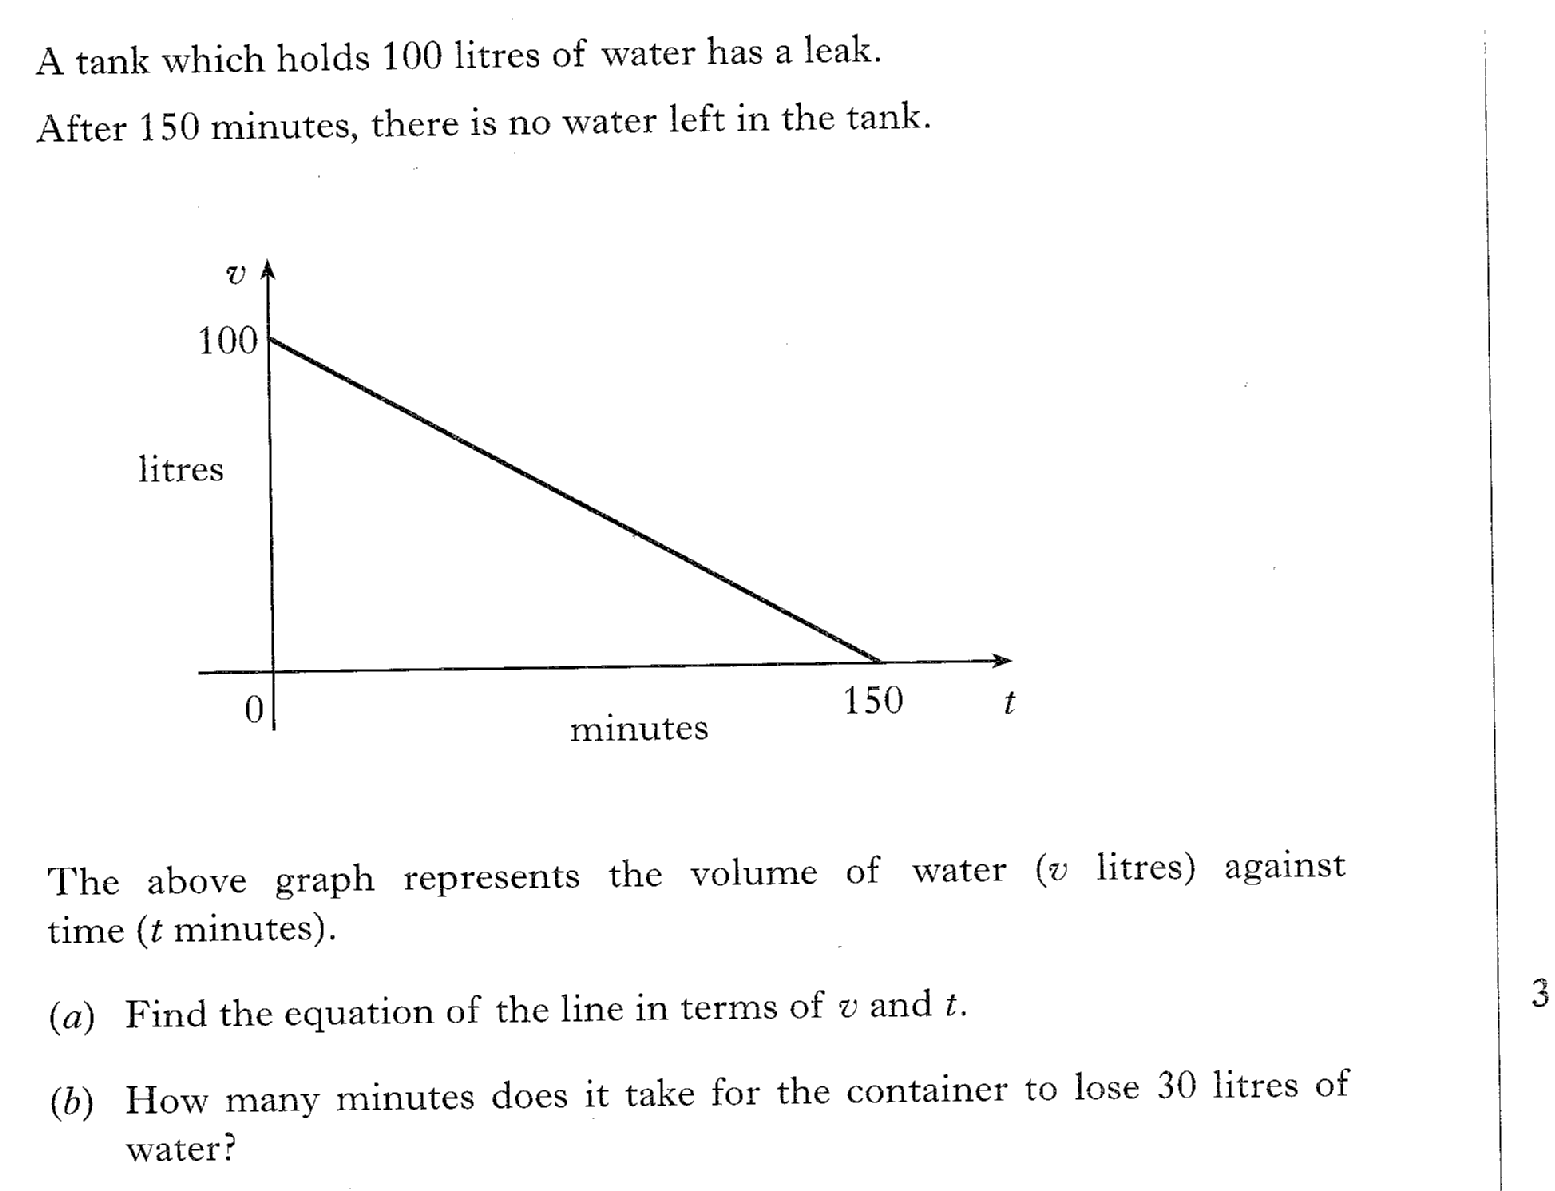 A tank which holds 100 litres of water has a leak.
After 150 minutes, there is no water left in the tank.
v
100
litres
0
minutes
150
t
The above graph represents the volume of water (v litres) against
time (t minutes).
(a) Find the equation of the line in terms of v and t.
3
(b) How many minutes does it take for the container to lose 30 litres of
water?